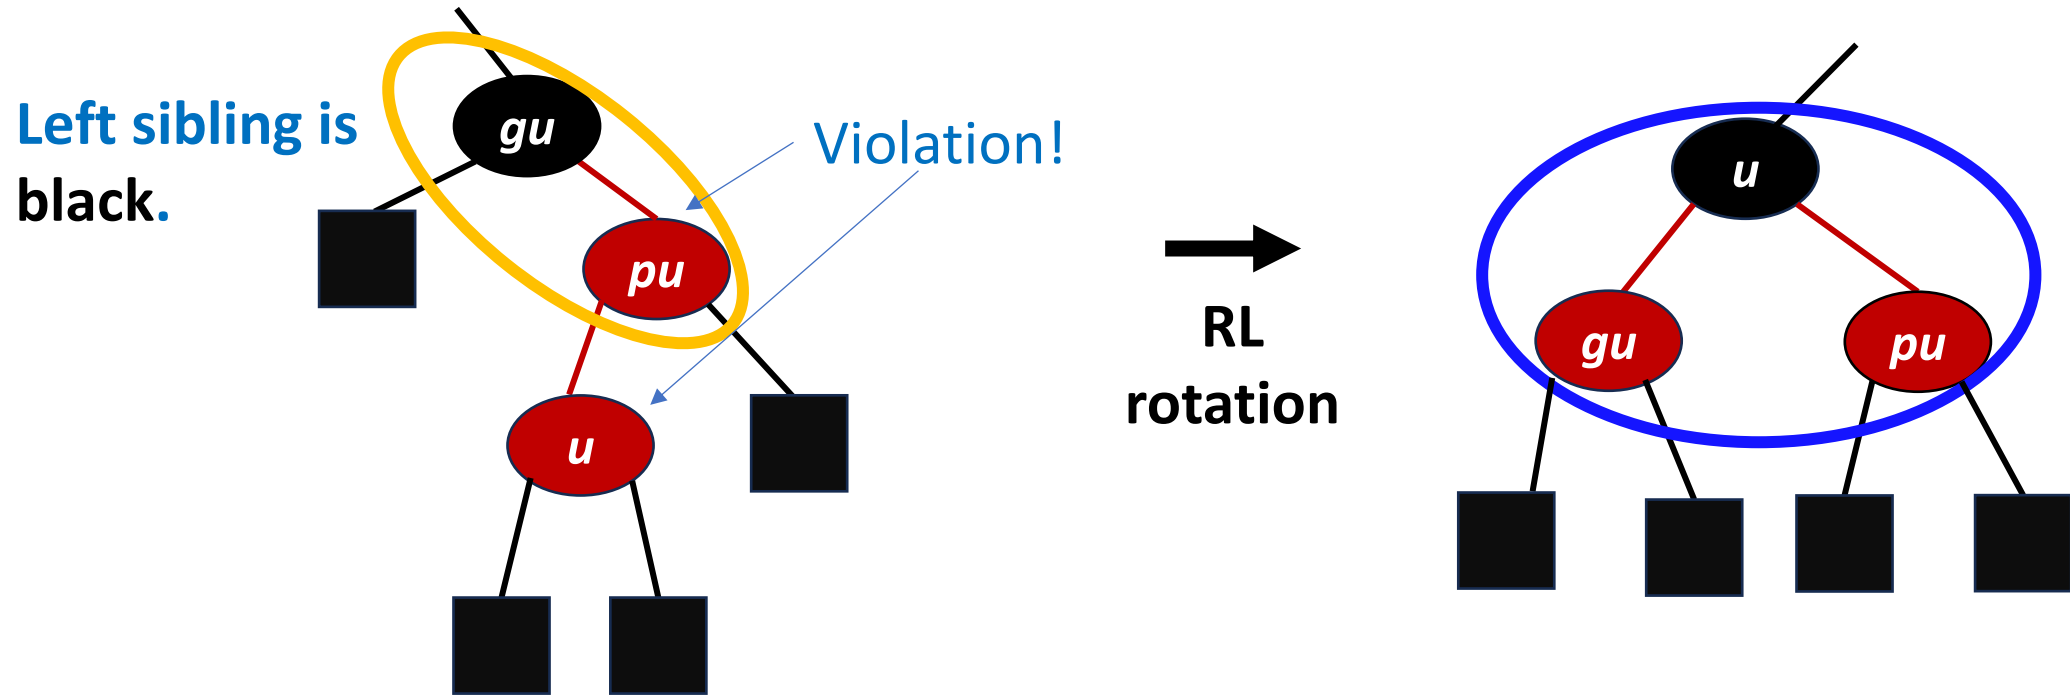 Left sibling is
black.
gu
pu
u
Violation!
RL
rotation
u
gu
pu